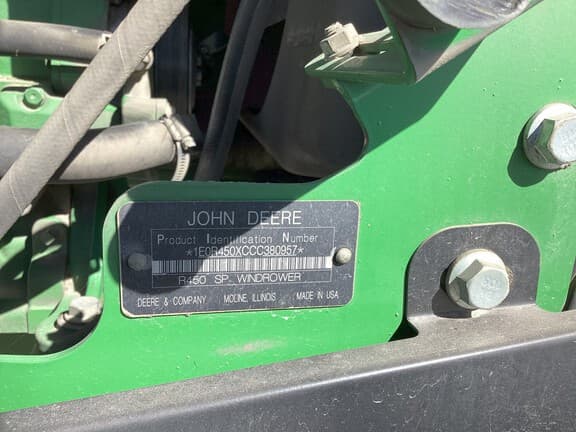 JOHN DEERE
Product Identification Number
*1E0R450XCCC380957*
R450 SP WINDROWER
DEERE & COMPANY MOLINE, ILLINOIS MADE IN USA